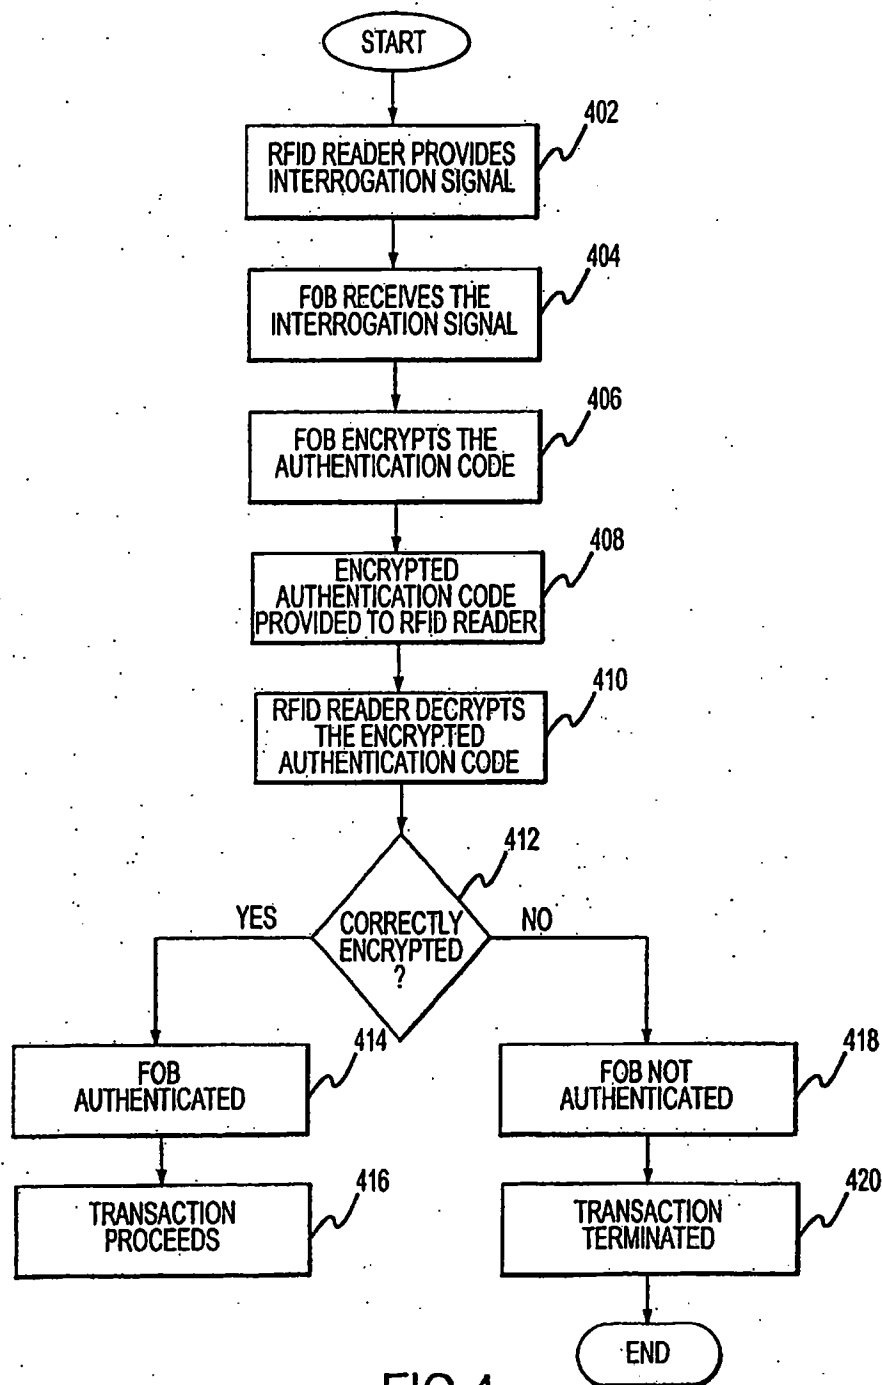 START
402
RFID READER PROVIDES
INTERROGATION SIGNAL
404
FOB RECEIVES THE
INTERROGATION SIGNAL
406
FOB ENCRYPTS THE
AUTHENTICATION CODE
408
ENCRYPTED
AUTHENTICATION CODE
PROVIDED TO RFID READER
410
RFID READER DECRYPTS
THE ENCRYPTED
AUTHENTICATION CODE
412
YES
CORRECTLY
ENCRYPTED
?
NO
414
FOB
AUTHENTICATED
418
FOB NOT
AUTHENTICATED
416
TRANSACTION
PROCEEDS
420
TRANSACTION
TERMINATED
END
FIG. 4